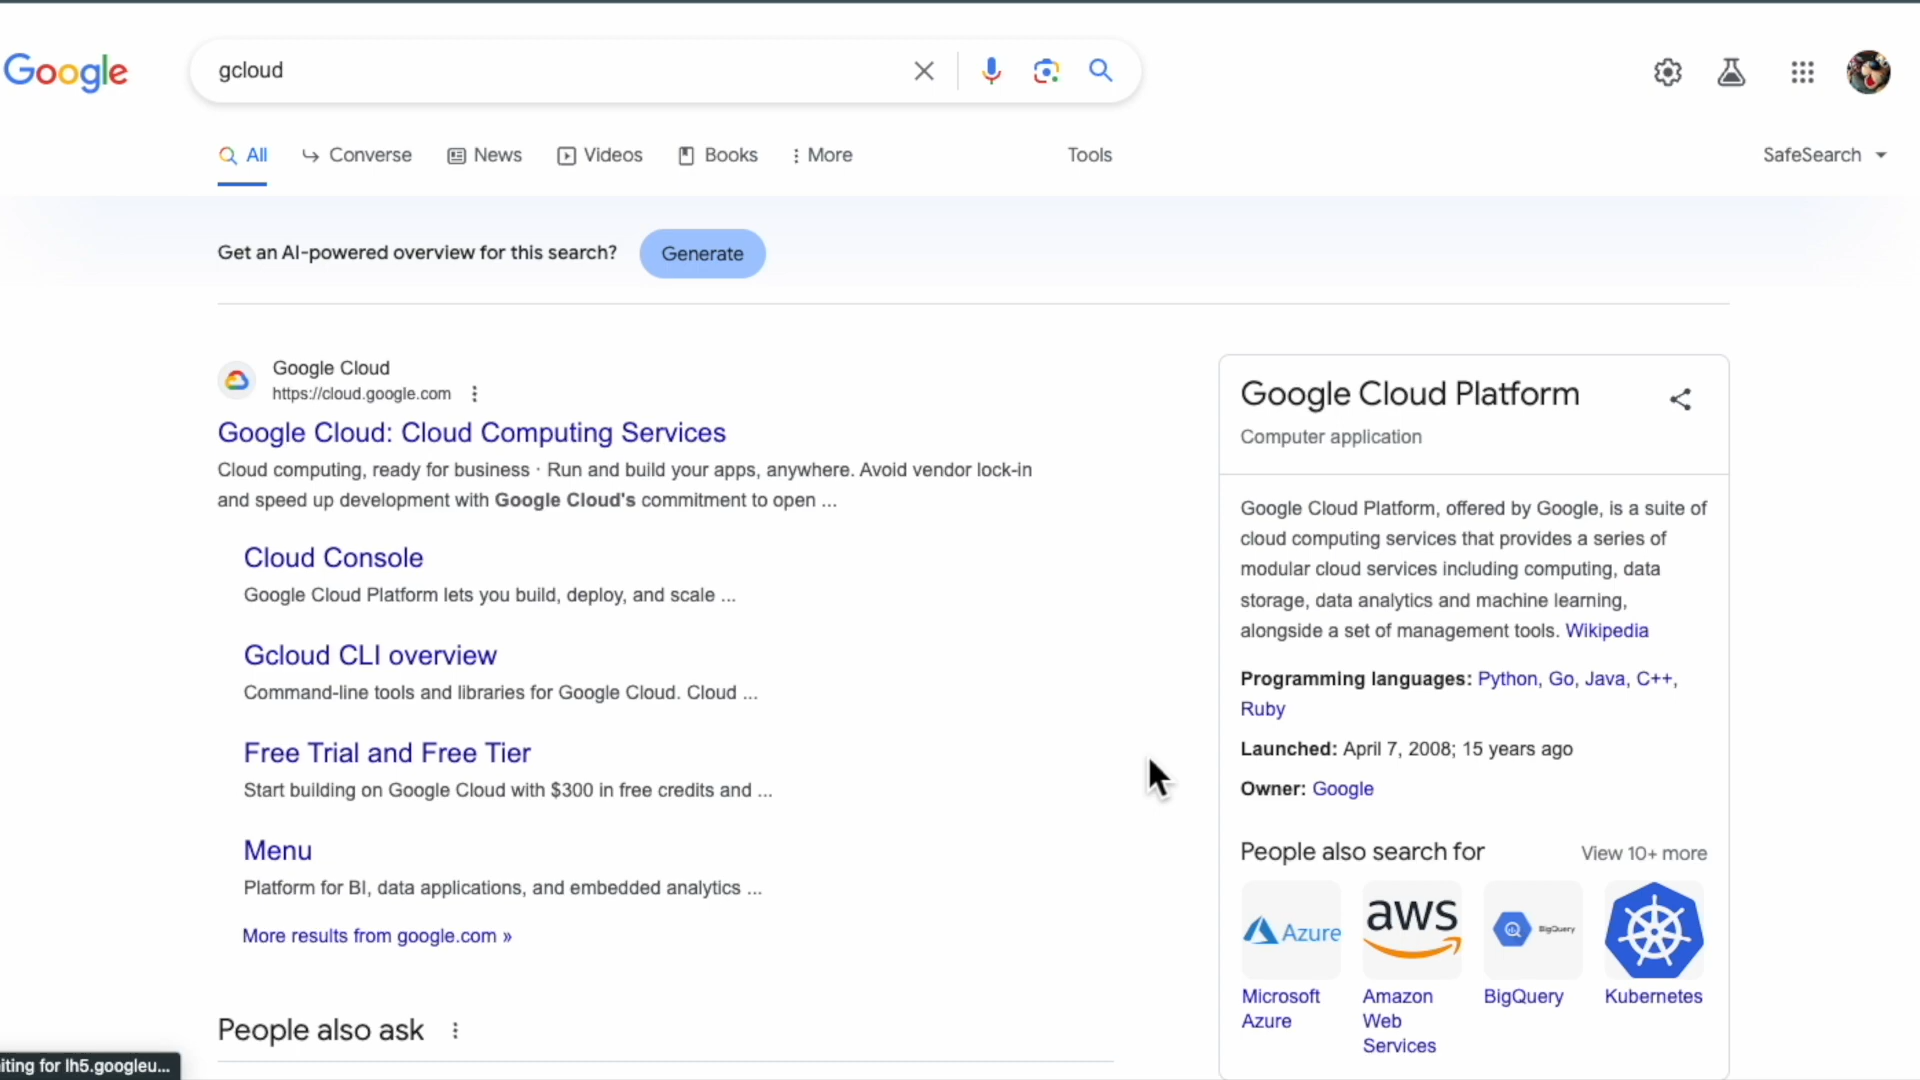 Google
gcloud
All
Converse
News
Videos
Books
More
Tools
SafeSearch
Get an AI-powered overview for this search?
Generate
Google Cloud
https://cloud.google.com
Google Cloud: Cloud Computing Services
Cloud computing, ready for business · Run and build your apps, anywhere. Avoid vendor lock-in
and speed up development with Google Cloud's commitment to open ...
Cloud Console
Google Cloud Platform lets you build, deploy, and scale ...
Gcloud CLI overview
Command-line tools and libraries for Google Cloud. Cloud ...
Free Trial and Free Tier
Start building on Google Cloud with $300 in free credits and ...
Menu
Platform for BI, data applications, and embedded analytics ...
More results from google.com »
People also ask
Google Cloud Platform
Computer application
Google Cloud Platform, offered by Google, is a suite of
cloud computing services that provides a series of
modular cloud services including computing, data
storage, data analytics and machine learning,
alongside a set of management tools. Wikipedia
Programming languages: Python, Go, Java, C++,
Ruby
Launched: April 7, 2008; 15 years ago
Owner: Google
People also search for
View 10+ more
Azure
aws
BigQuery
Microsoft
Azure
Amazon
Web
Services
BigQuery
Kubernetes
iting for lh5.googleu...